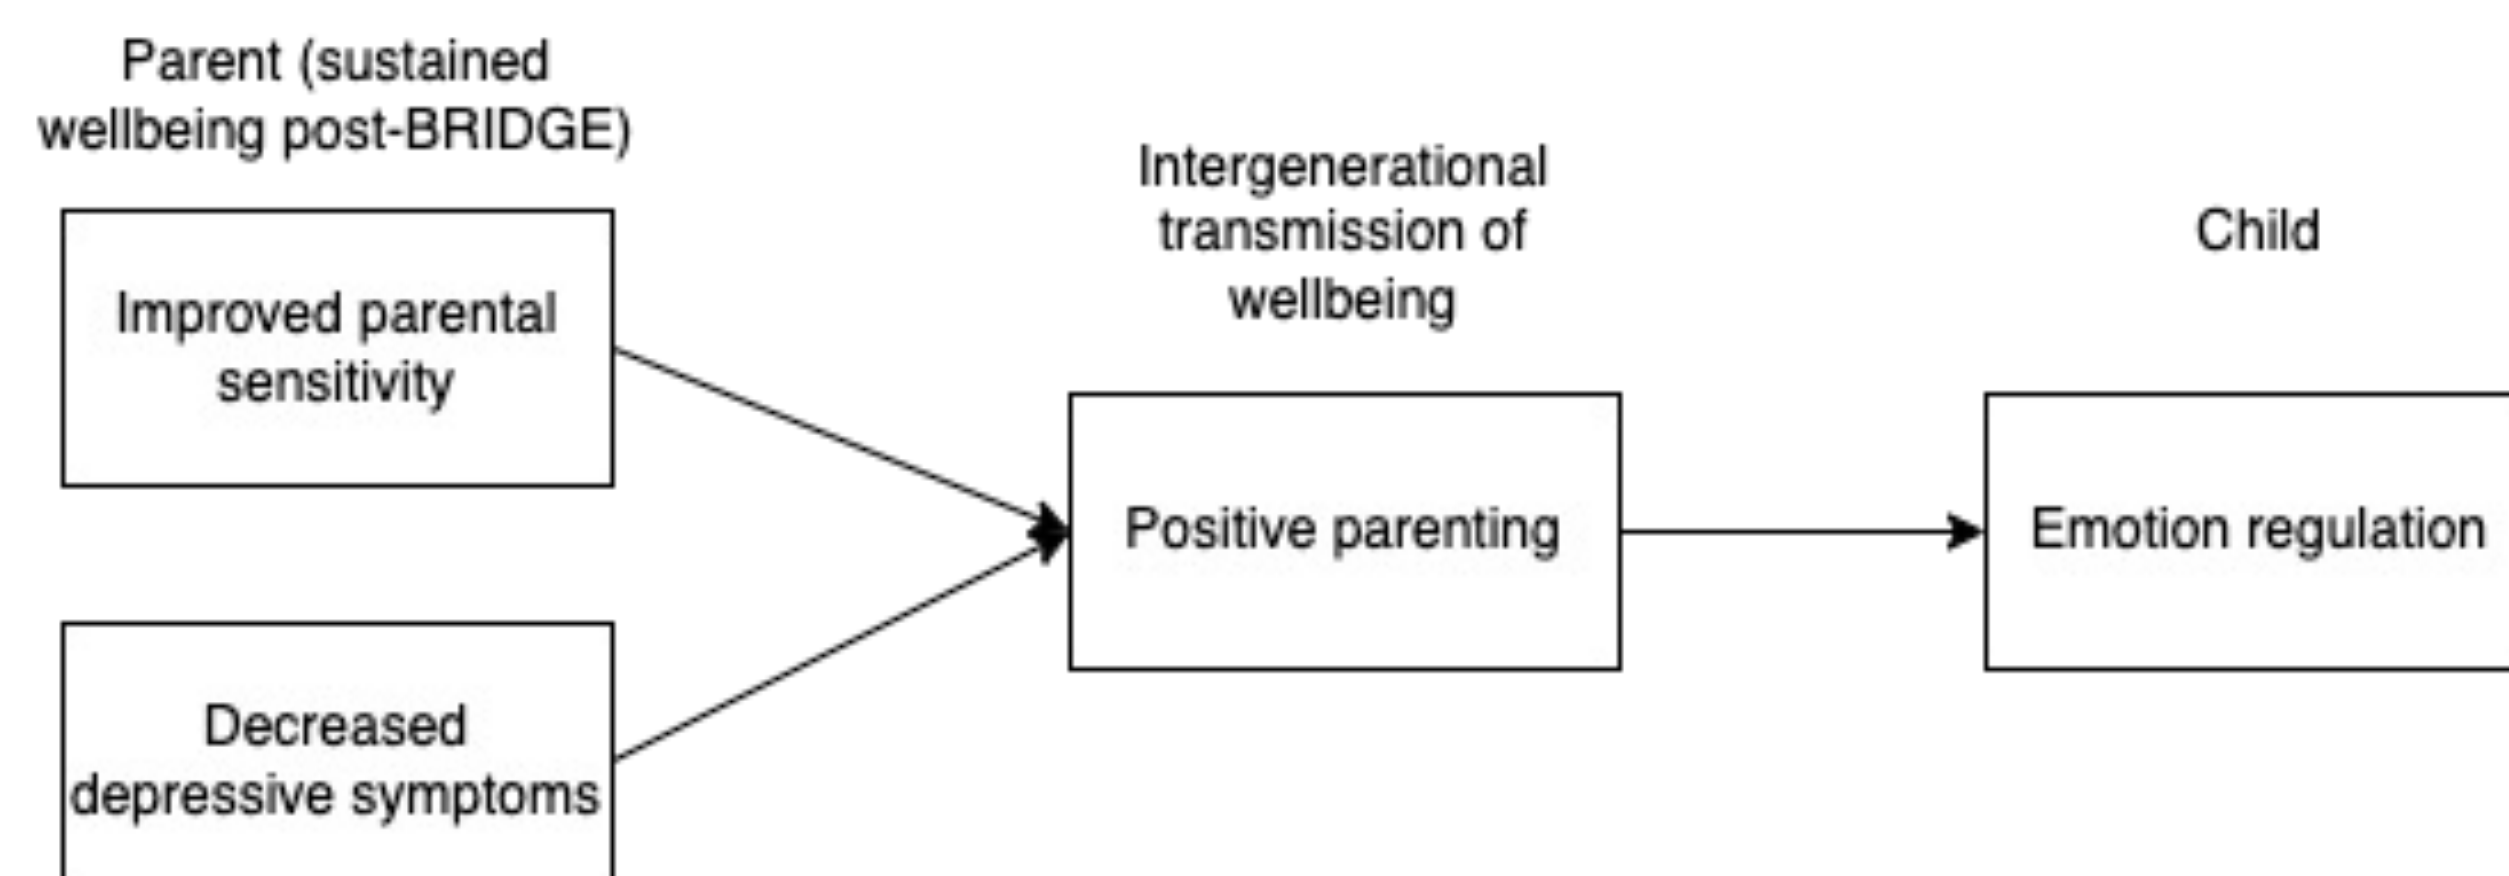 Parent (sustained
wellbeing post-BRIDGE)
Improved parental
sensitivity
Decreased
depressive symptoms
Intergenerational
transmission of
wellbeing
Positive parenting
Child
Emotion regulation